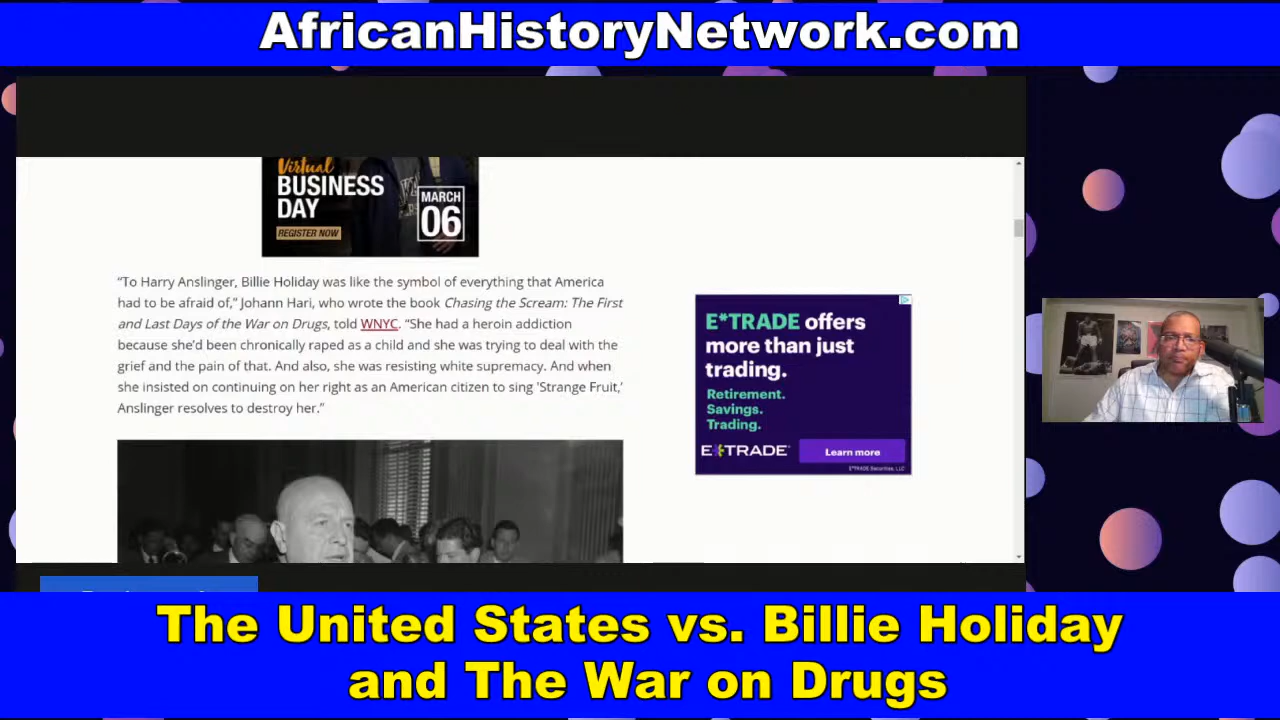 AfricanHistoryNetwork.com
Virtual
BUSINESS
DAY
REGISTER NOW
MARCH
06
“To Harry Anslinger, Billie Holiday was like the symbol of everything that America
had to be afraid of,” Johann Hari, who wrote the book Chasing the Scream: The First
and Last Days of the War on Drugs, told WNYC. “She had a heroin addiction
because she’d been chronically raped as a child and she was trying to deal with the
grief and the pain of that. And also, she was resisting white supremacy. And when
she insisted on continuing on her right as an American citizen to sing ‘Strange Fruit,’
Anslinger resolves to destroy her.”
E*TRADE offers
more than just
trading.
Retirement.
Savings.
Trading.
E*TRADE
Learn more
E*TRADE Securities, LLC
The United States vs. Billie Holiday
and The War on Drugs